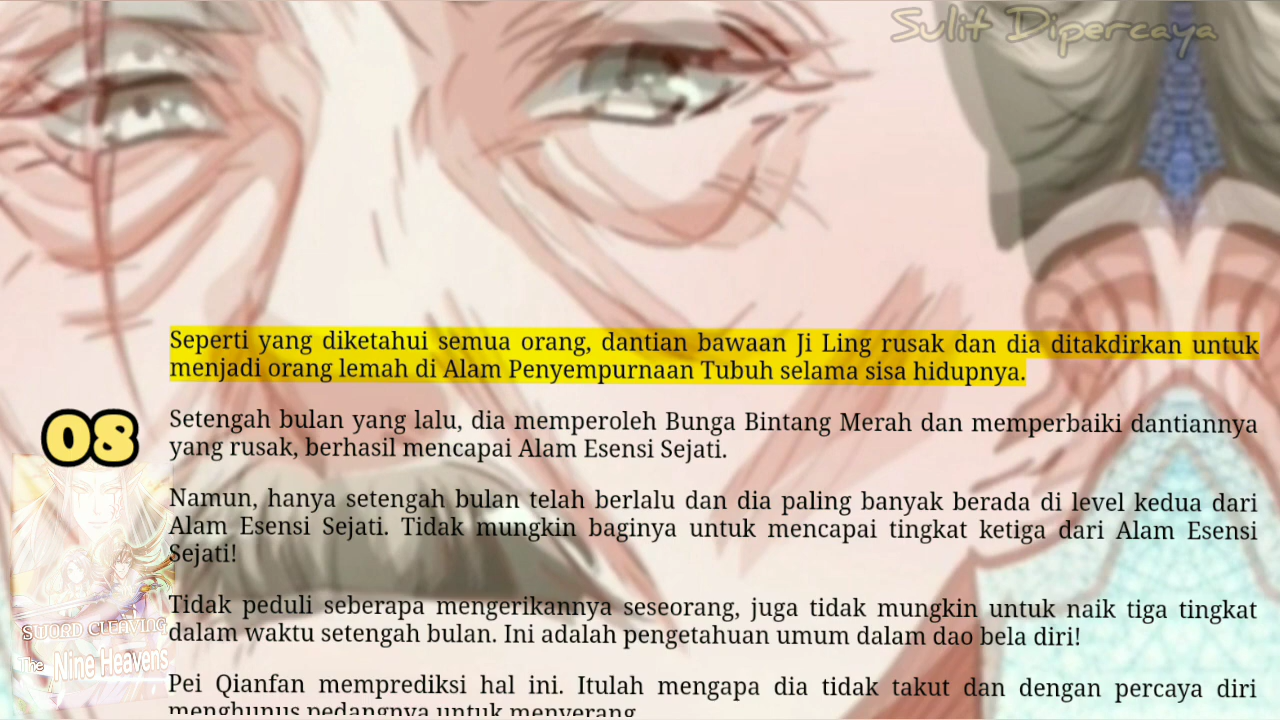 Sulit Dipercaya
Seperti yang diketahui semua orang, dantian bawaan Ji Ling rusak dan dia ditakdirkan untuk
menjadi orang lemah di Alam Penyempurnaan Tubuh selama sisa hidupnya.
08
Setengah bulan yang lalu, dia memperoleh Bunga Bintang Merah dan memperbaiki dantiannya
yang rusak, berhasil mencapai Alam Esensi Sejati.
Namun, hanya setengah bulan telah berlalu dan dia paling banyak berada di level kedua dari
Alam Esensi Sejati. Tidak mungkin baginya untuk mencapai tingkat ketiga dari Alam Esensi
Sejati!
Tidak peduli seberapa mengerikannya seseorang, juga tidak mungkin untuk naik tiga tingkat
dalam waktu setengah bulan. Ini adalah pengetahuan umum dalam dao bela diri!
SWORD CLEAVING
The Nine Heavens
Pei Qianfan memprediksi hal ini. Itulah mengapa dia tidak takut dan dengan percaya diri
menghunus pedangnya untuk menyerang.